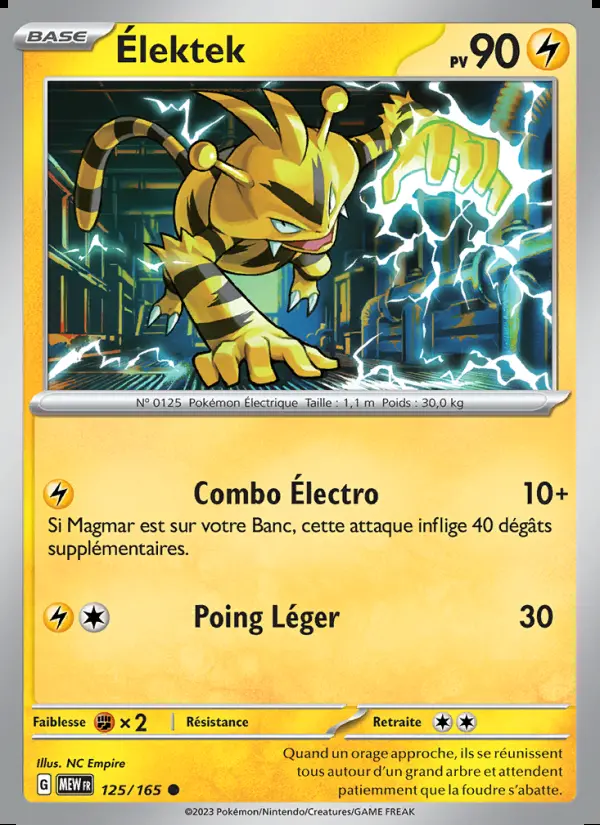 BASE Élektek PV 90
N° 0125 Pokémon Électrique Taille : 1,1 m Poids : 30,0 kg
Combo Électro 10+
Si Magmar est sur votre Banc, cette attaque inflige 40 dégâts
supplémentaires.
Poing Léger 30
Faiblesse ×2 Résistance Retraite
Illus. NC Empire
G MEW FR 125/165
Quand un orage approche, ils se réunissent
tous autour d'un grand arbre et attendent
patiemment que la foudre s'abatte.
©2023 Pokémon/Nintendo/Creatures/GAME FREAK